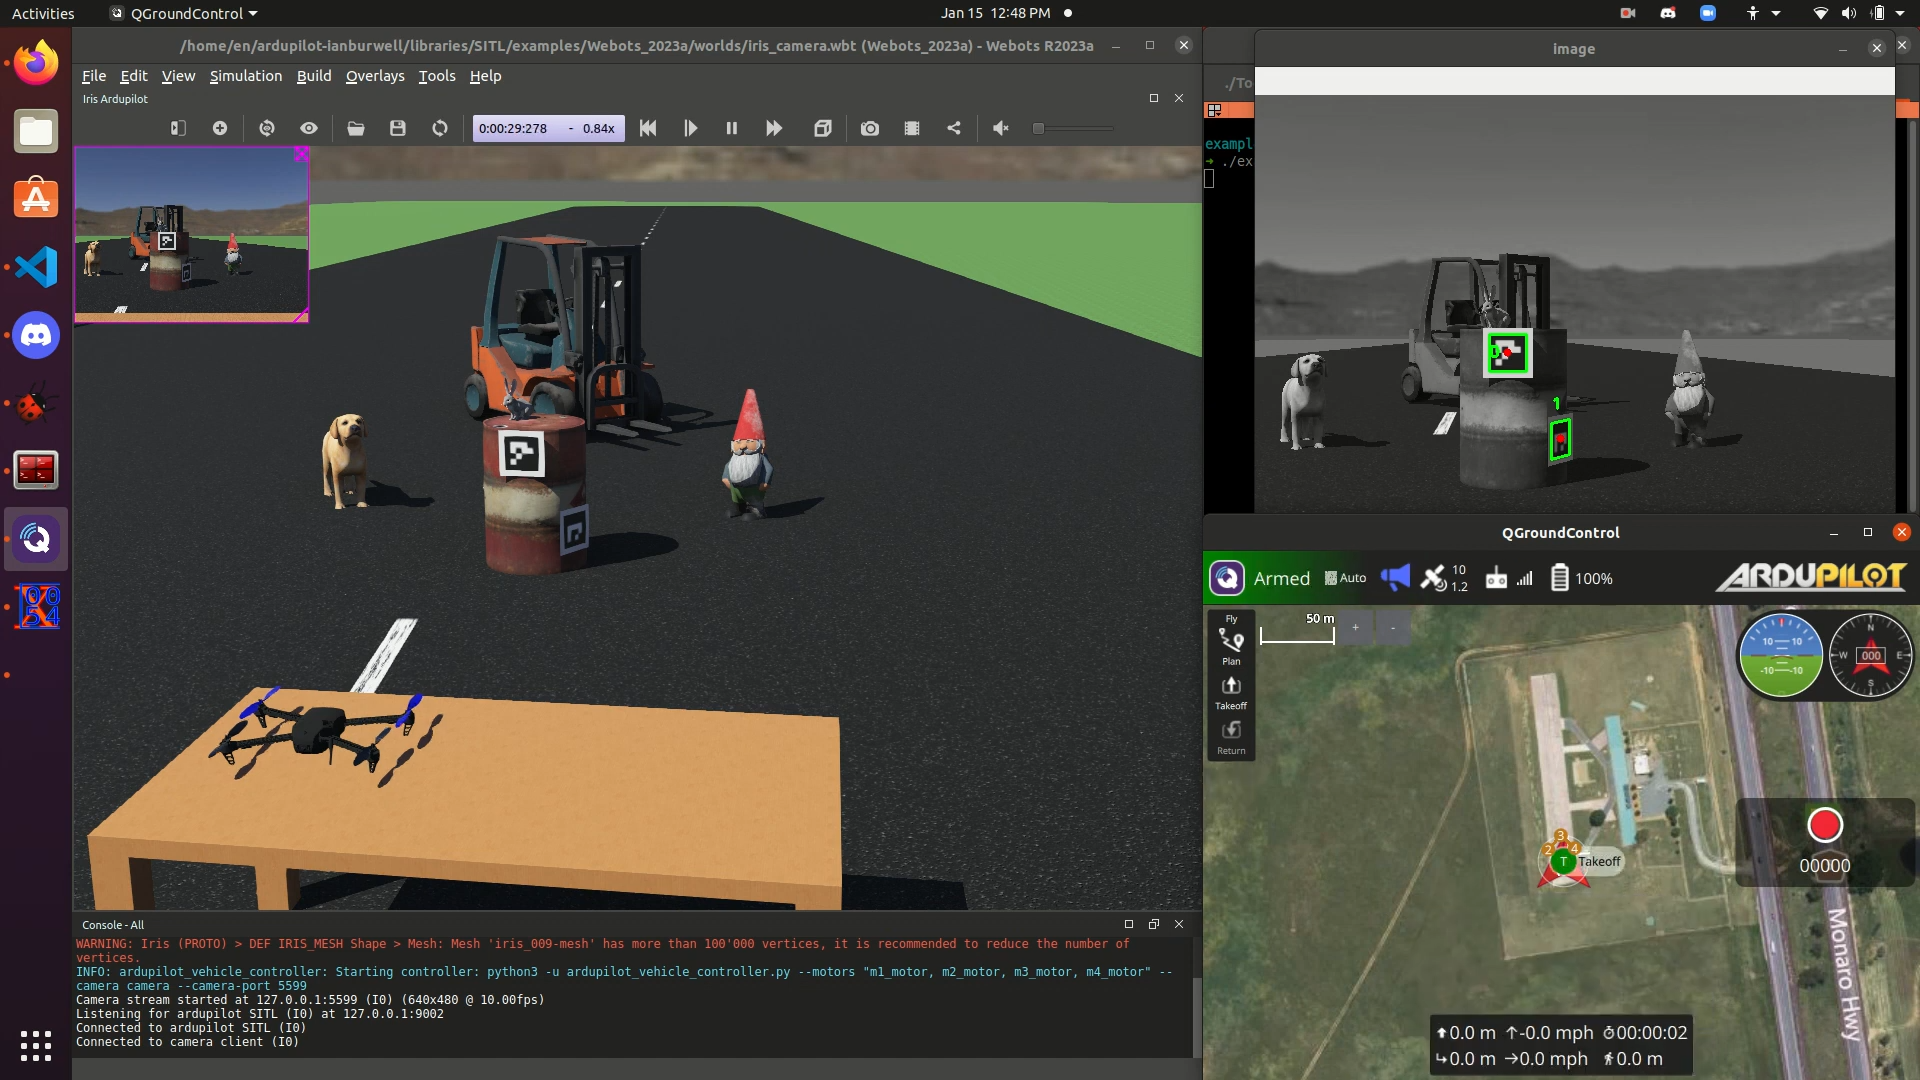 Activities
QGroundControl
Jan 15 12:48 PM
/home/en/ardupilot-ianburwell/libraries/SITL/examples/Webots_2023a/worlds/iris_camera.wbt (Webots_2023a) - Webots R2023a
File Edit View Simulation Build Overlays Tools Help
Iris Ardupilot
0:00:29:278 - 0.84x
Console - All
WARNING: Iris (PROTO) > DEF IRIS_MESH Shape > Mesh: Mesh 'iris_009-mesh' has more than 100'000 vertices, it is recommended to reduce the number of
vertices.
INFO: ardupilot_vehicle_controller: Starting controller: python3 -u ardupilot_vehicle_controller.py --motors "m1_motor, m2_motor, m3_motor, m4_motor" --
camera camera --camera-port 5599
Camera stream started at 127.0.0.1:5599 (I0) (640x480 @ 10.00fps)
Listening for ardupilot SITL (I0) at 127.0.0.1:9002
Connected to ardupilot SITL (I0)
Connected to camera client (I0)
./To
exampl
./ex
image
0
1
QGroundControl
Armed
Auto
10
1.2
100%
ARDUPILOT
Fly
Plan
Takeoff
Return
50 m
+
-
10 10
-10 -10
N
W 000 E
S
3
2 4
T Takeoff
00000
Monaro Hwy
0.0 m -0.0 mph 00:00:02
0.0 m 0.0 mph 0.0 m